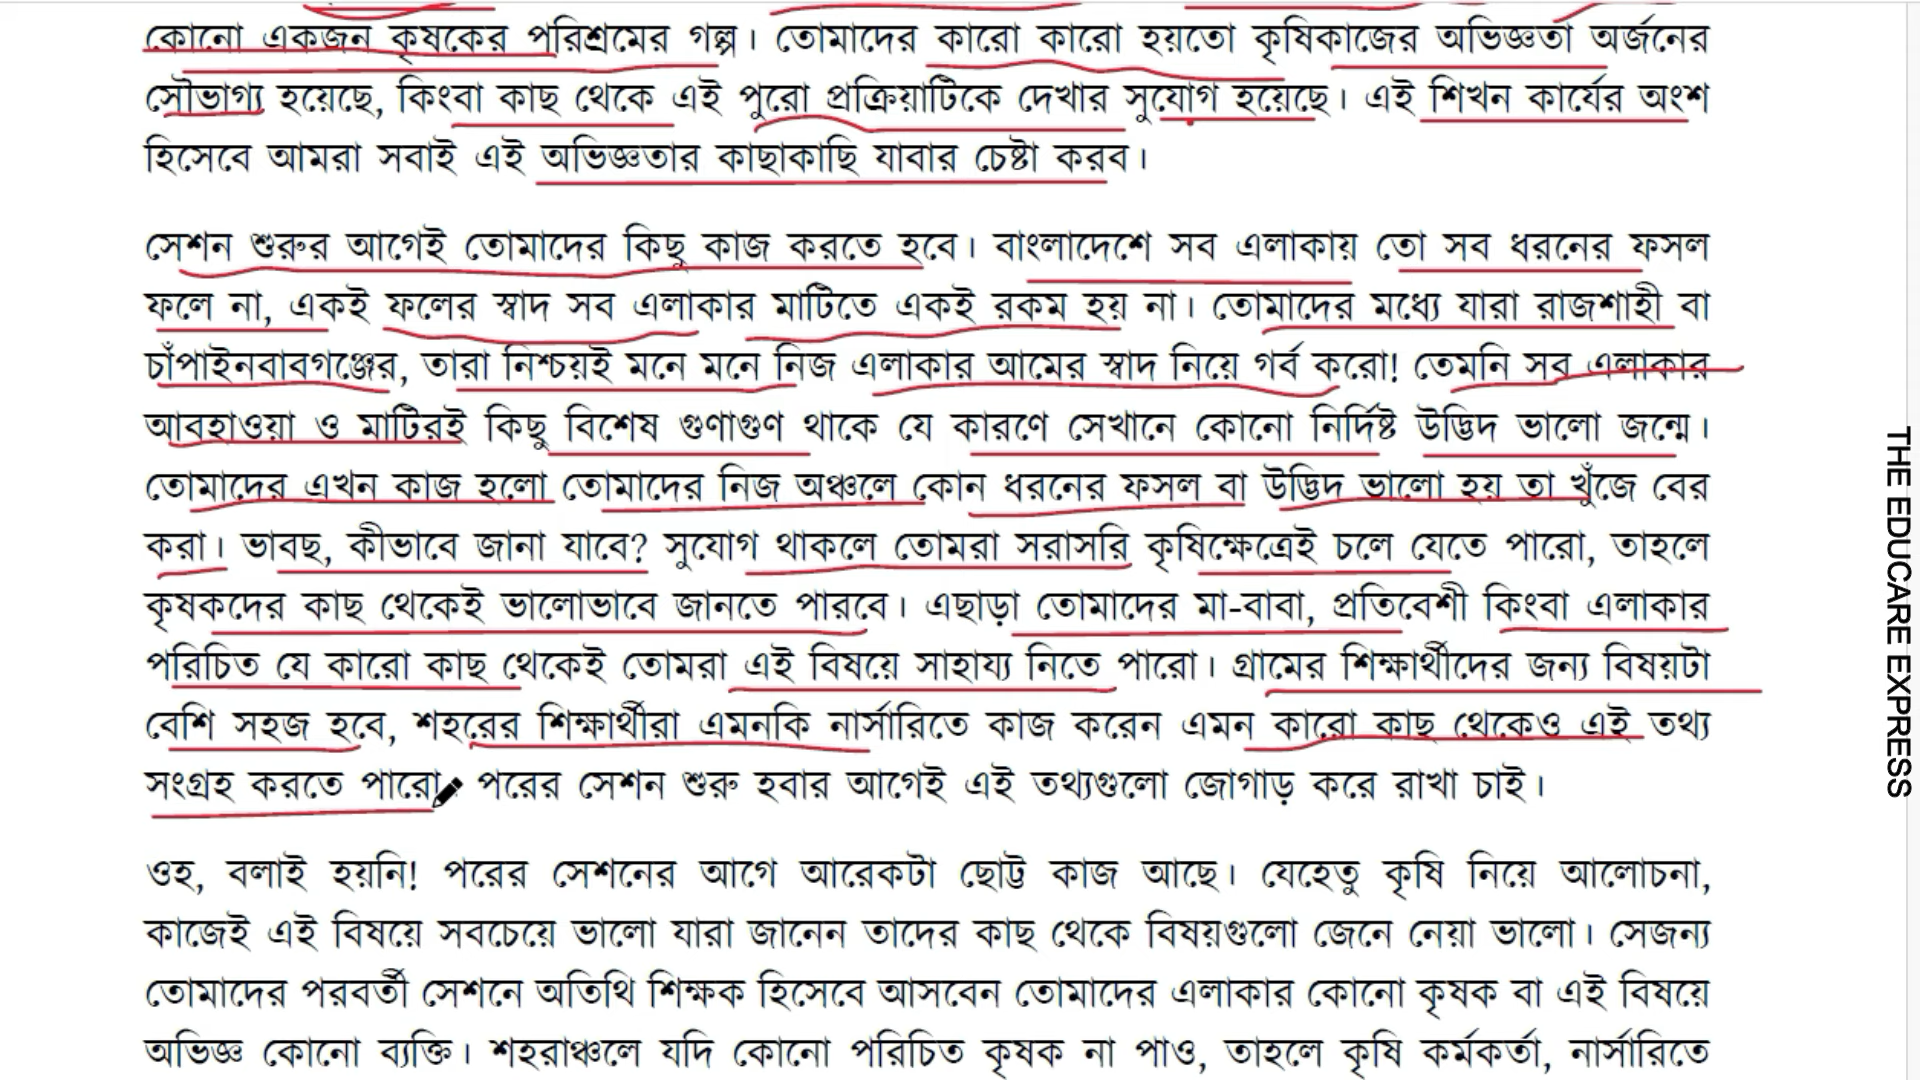 কোনো একজন কৃষকের পরিশ্রমের গল্প। তোমাদের কারো কারো হয়তো কৃষিকাজের অভিজ্ঞতা অর্জনের
সৌভাগ্য হয়েছে, কিংবা কাছ থেকে এই পুরো প্রক্রিয়াটিকে দেখার সুযোগ হয়েছে। এই শিখন কার্যের অংশ
হিসেবে আমরা সবাই এই অভিজ্ঞতার কাছাকাছি যাবার চেষ্টা করব।
সেশন শুরুর আগেই তোমাদের কিছু কাজ করতে হবে। বাংলাদেশে সব এলাকায় তো সব ধরনের ফসল
ফলে না, একই ফলের স্বাদ সব এলাকার মাটিতে একই রকম হয় না। তোমাদের মধ্যে যারা রাজশাহী বা
চাঁপাইনবাবগঞ্জের, তারা নিশ্চয়ই মনে মনে নিজ এলাকার আমের স্বাদ নিয়ে গর্ব করো! তেমনি সব এলাকার
আবহাওয়া ও মাটিরই কিছু বিশেষ গুণাগুণ থাকে যে কারণে সেখানে কোনো নির্দিষ্ট উদ্ভিদ ভালো জন্মে।
তোমাদের এখন কাজ হলো তোমাদের নিজ অঞ্চলে কোন ধরনের ফসল বা উদ্ভিদ ভালো হয় তা খুঁজে বের
করা। ভাবছ, কীভাবে জানা যাবে? সুযোগ থাকলে তোমরা সরাসরি কৃষিক্ষেত্রেই চলে যেতে পারো, তাহলে
কৃষকদের কাছ থেকেই ভালোভাবে জানতে পারবে। এছাড়া তোমাদের মা-বাবা, প্রতিবেশী কিংবা এলাকার
পরিচিত যে কারো কাছ থেকেই তোমরা এই বিষয়ে সাহায্য নিতে পারো। গ্রামের শিক্ষার্থীদের জন্য বিষয়টা
বেশি সহজ হবে, শহরের শিক্ষার্থীরা এমনকি নার্সারিতে কাজ করেন এমন কারো কাছ থেকেও এই তথ্য
সংগ্রহ করতে পারো পরের সেশন শুরু হবার আগেই এই তথ্যগুলো জোগাড় করে রাখা চাই।
ওহ, বলাই হয়নি! পরের সেশনের আগে আরেকটা ছোট্ট কাজ আছে। যেহেতু কৃষি নিয়ে আলোচনা,
কাজেই এই বিষয়ে সবচেয়ে ভালো যারা জানেন তাদের কাছ থেকে বিষয়গুলো জেনে নেয়া ভালো। সেজন্য
তোমাদের পরবর্তী সেশনে অতিথি শিক্ষক হিসেবে আসবেন তোমাদের এলাকার কোনো কৃষক বা এই বিষয়ে
অভিজ্ঞ কোনো ব্যক্তি। শহরাঞ্চলে যদি কোনো পরিচিত কৃষক না পাও, তাহলে কৃষি কর্মকর্তা, নার্সারিতে
THE EDUCARE EXPRESS